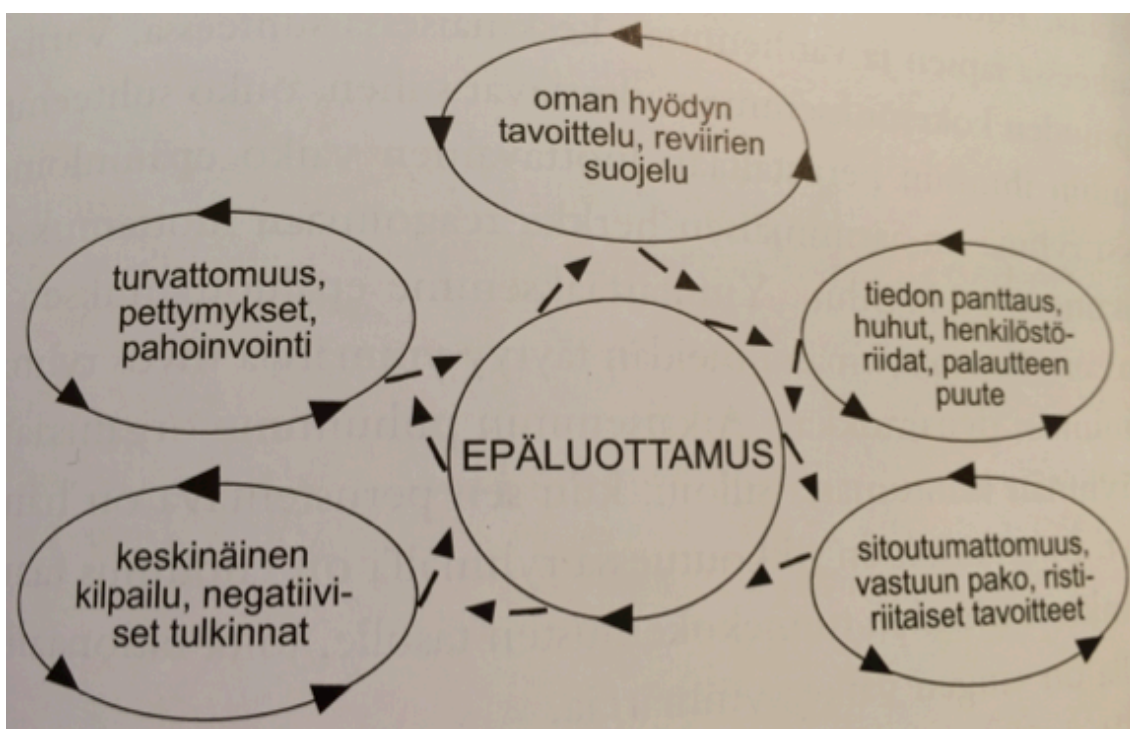 oman hyödyn
tavoittelu, reviirien
suojelu
turvattomuus,
pettymykset,
pahoinvointi
tiedon panttaus,
huhut, henkilöstö-
riidat, palautteen
puute
EPÄLUOTTAMUS
keskinäinen
kilpailu, negatiivi-
set tulkinnat
sitoutumattomuus,
vastuun pako, risti-
riitaiset tavoitteet